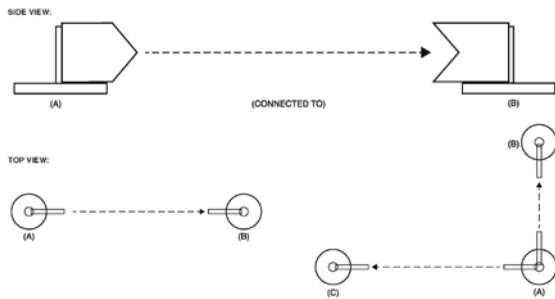 SIDE VIEW:
(A)
(CONNECTED TO)
(B)
TOP VIEW:
(B)
(A)
(B)
(C)
(A)